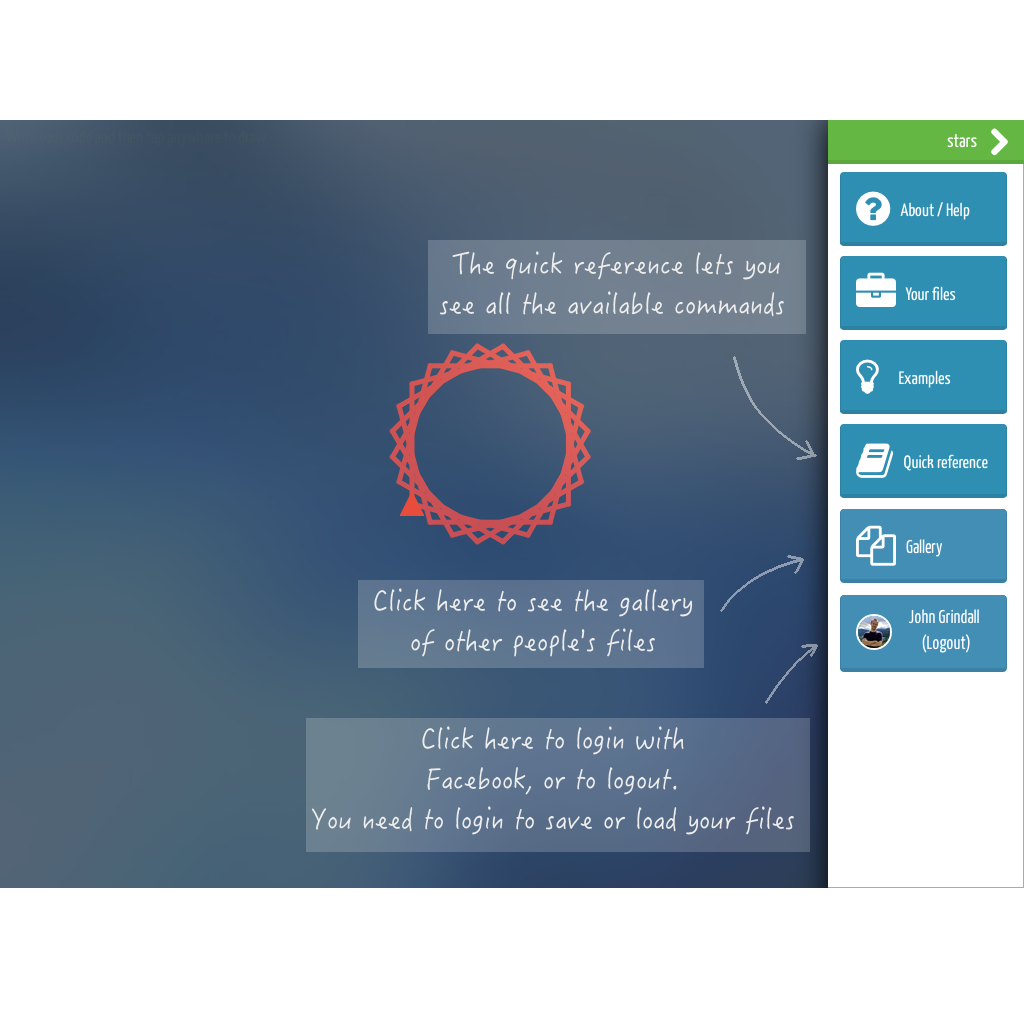 stars
About / Help
The quick reference lets you
see all the available commands
Your files
Examples
Quick reference
Gallery
Click here to see the gallery
of other people's files
John Grindall
(Logout)
Click here to login with
Facebook, or to logout.
You need to login to save or load your files